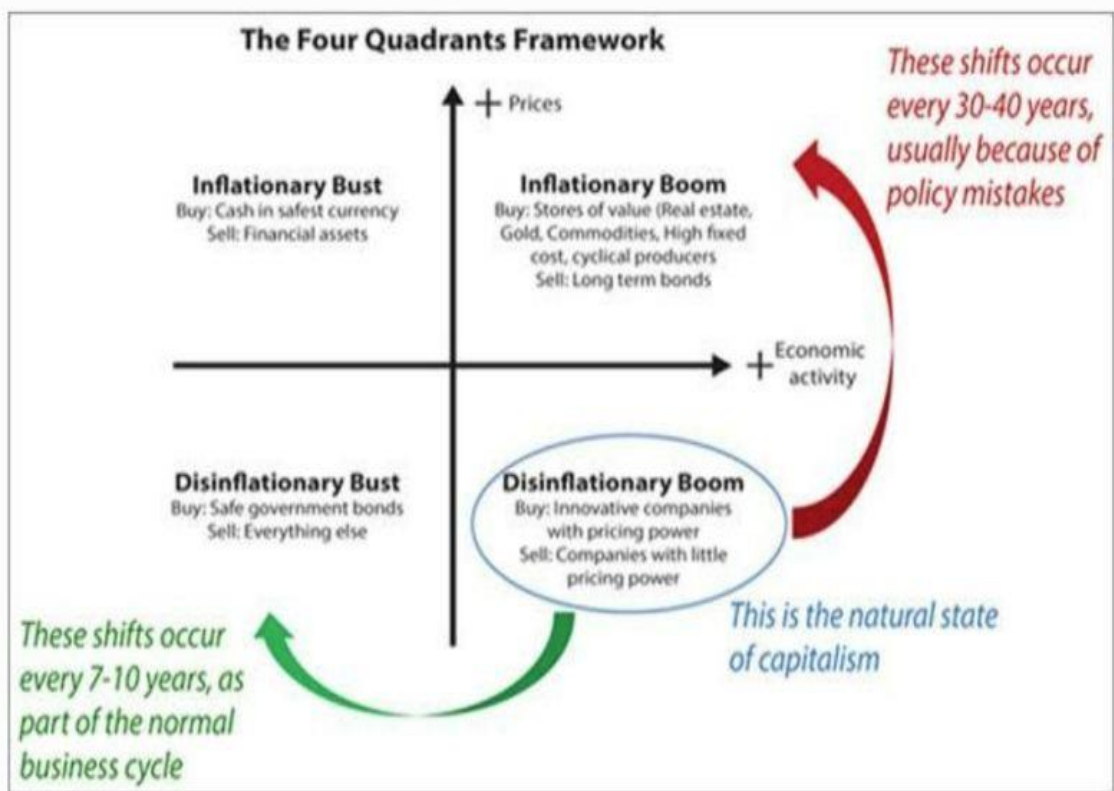 The Four Quadrants Framework
These shifts occur
every 30-40 years,
usually because of
policy mistakes
+ Prices
Inflationary Bust
Buy: Cash in safest currency
Sell: Financial assets
Inflationary Boom
Buy: Stores of value (Real estate,
Gold, Commodities, High fixed
cost, cyclical producers
Sell: Long term bonds
+ Economic
activity
Disinflationary Bust
Buy: Safe government bonds
Sell: Everything else
Disinflationary Boom
Buy: Innovative companies
with pricing power
Sell: Companies with little
pricing power
This is the natural state
of capitalism
These shifts occur
every 7-10 years, as
part of the normal
business cycle